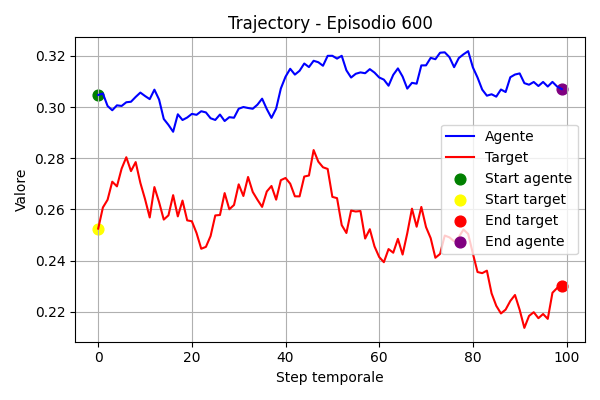 Trajectory - Episodio 600
Valore
0.32
0.30
0.28
0.26
0.24
0.22
Agente
Target
Start agente
Start target
End target
End agente
0 20 40 60 80 100
Step temporale